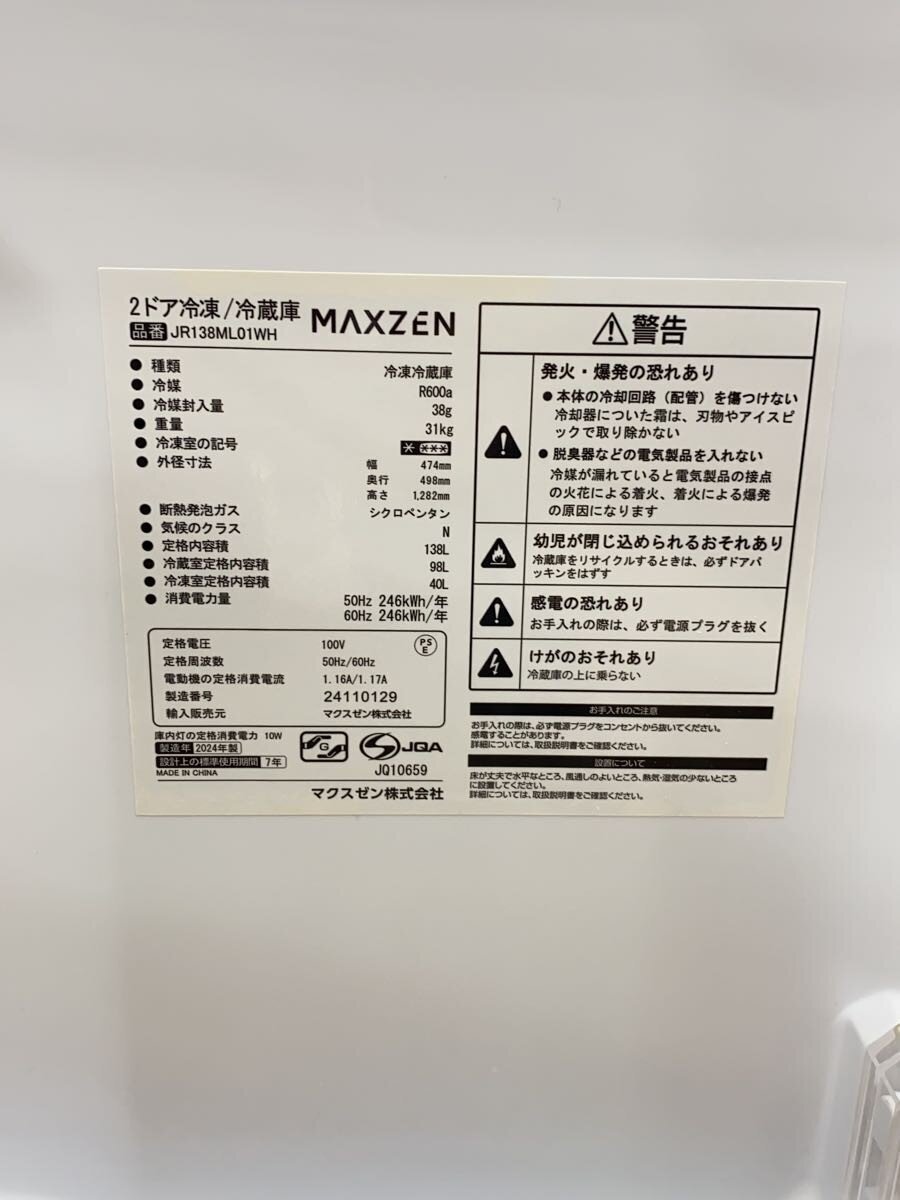 2ドア冷凍/冷蔵庫 MAXZEN
品番 JR138ML01WH
● 種類 冷凍冷蔵庫
● 冷媒 R600a
● 冷媒封入量 38g
● 重量 31kg
● 冷凍室の記号 * ***
● 外径寸法 幅 474mm
奥行 498mm
高さ 1,282mm
● 断熱発泡ガス シクロペンタン
● 気候のクラス N
● 定格内容積 138L
● 冷蔵室定格内容積 98L
● 冷凍室定格内容積 40L
● 消費電力量 50Hz 246kWh/年
60Hz 246kWh/年
定格電圧 100V
PS
E
定格周波数 50Hz/60Hz
電動機の定格消費電流 1.16A/1.17A
製造番号 24110129
輸入販売元 マクスゼン株式会社
庫内灯の定格消費電力 10W
製造年 2024年製
設計上の標準使用期間 7年
MADE IN CHINA
G
JQA
JQ10659
マクスゼン株式会社
警告
発火・爆発の恐れあり
● 本体の冷却回路（配管）を傷つけない
冷却器についた霜は、刃物やアイスピ
ックで取り除かない
● 脱臭器などの電気製品を入れない
冷媒が漏れていると電気製品の接点
の火花による着火、着火による爆発
の原因になります
幼児が閉じ込められるおそれあり
冷蔵庫をリサイクルするときは、必ずドアパ
ッキンをはずす
感電の恐れあり
お手入れの際は、必ず電源プラグを抜く
けがのおそれあり
冷蔵庫の上に乗らない
お手入れのご注意
お手入れの際は、必ず電源プラグをコンセントから抜いてください。
感電することがあります。
詳細については、取扱説明書をご確認ください。
設置について
床が丈夫で水平なところ、風通しのよいところ、熱気・湿気の少ないところ
に設置してください。
詳細については、取扱説明書をご確認ください。